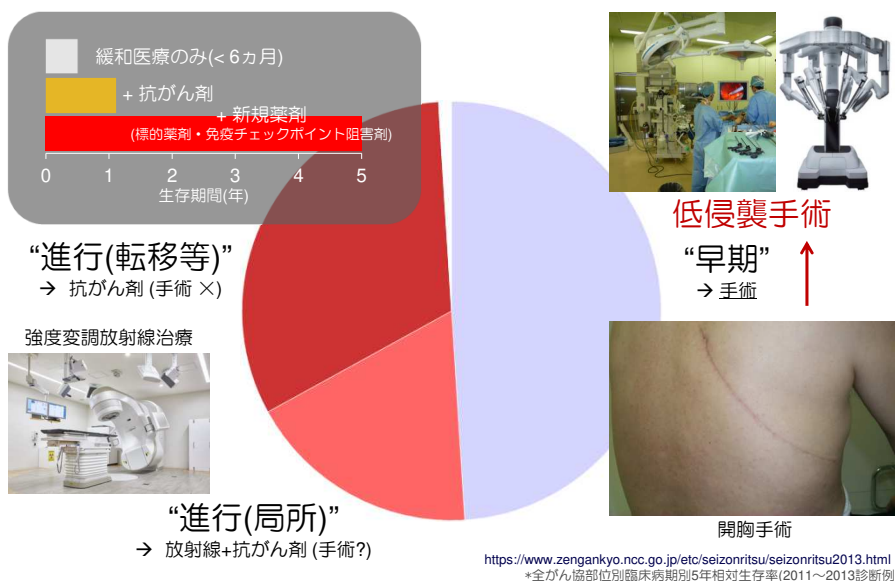 緩和医療のみ(< 6ヵ月)
+ 抗がん剤
+ 新規薬剤
(標的薬剤・免疫チェックポイント阻害剤)
0 1 2 3 4 5
生存期間(年)
“進行(転移等)”
→ 抗がん剤 (手術 ×)
強度変調放射線治療
“進行(局所)”
→ 放射線+抗がん剤 (手術?)
低侵襲手術
“早期”
→ 手術
開胸手術
https://www.zengankyo.ncc.go.jp/etc/seizonritsu/seizonritsu2013.html
*全がん協部位別臨床病期別5年相対生存率(2011〜2013診断例